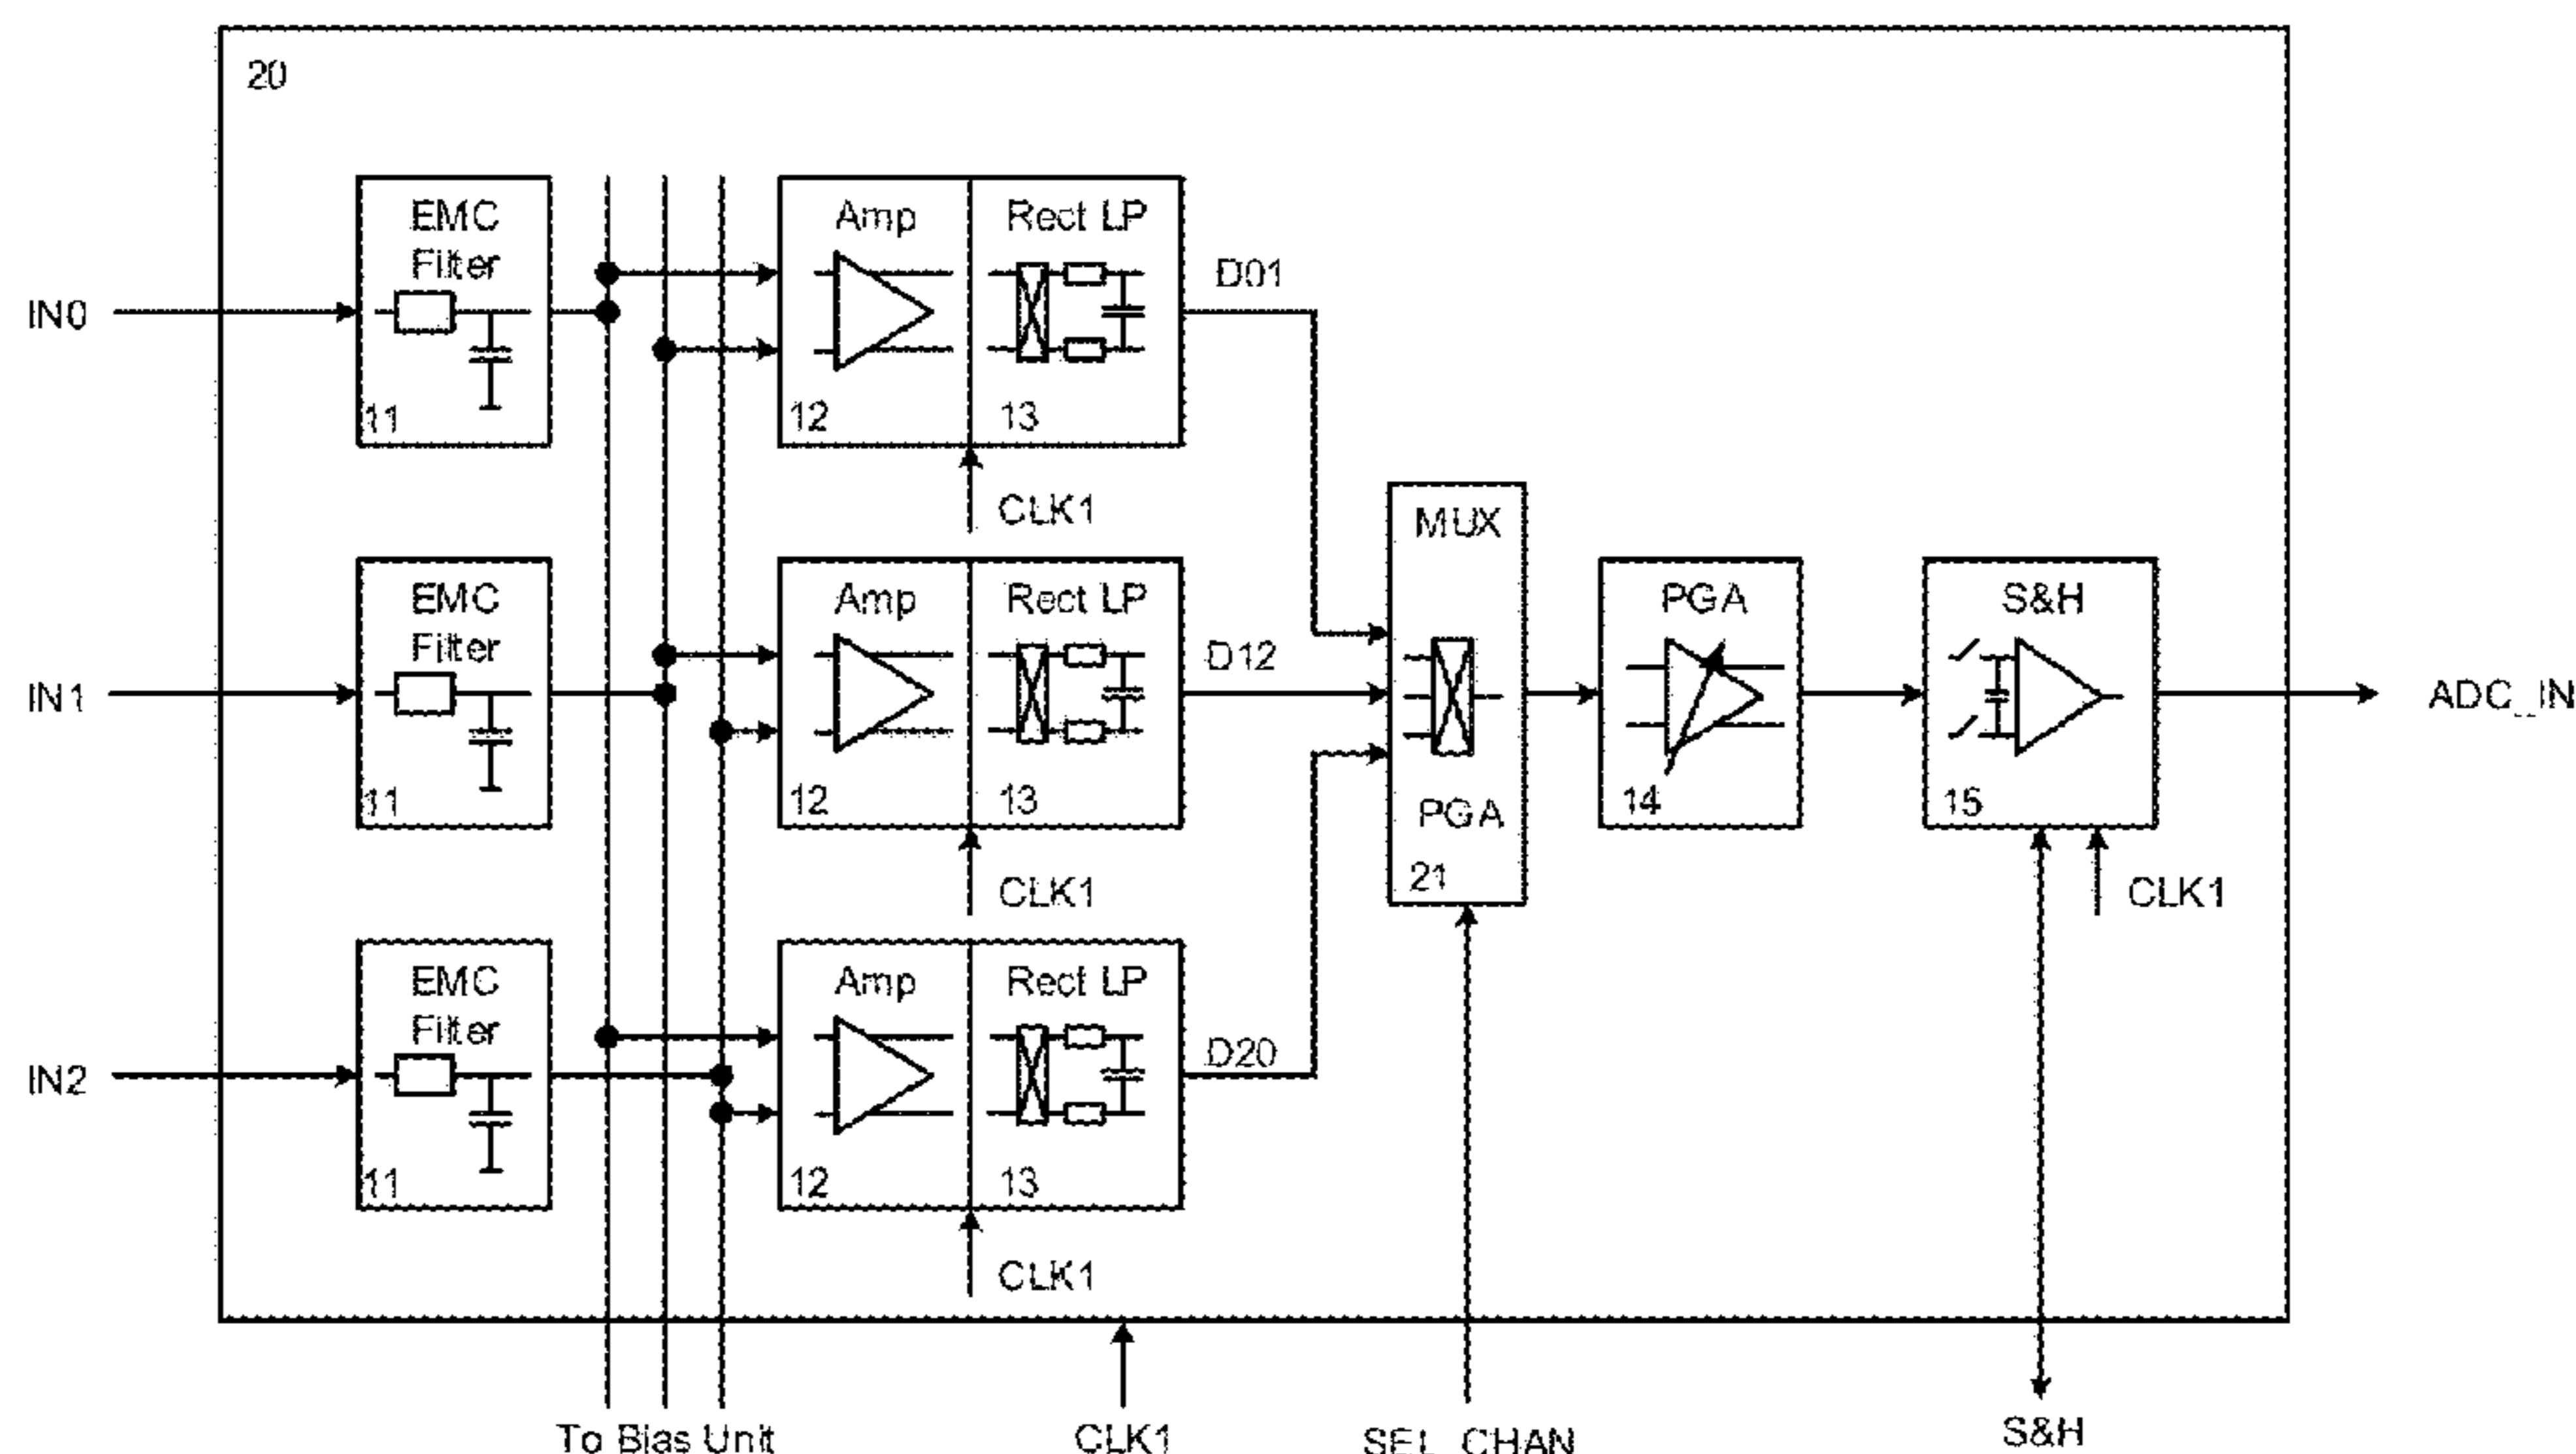 20
EMC
Filter
11
Amp
12
Rect LP
13
D01
IN0
CLK1
EMC
Filter
11
Amp
12
Rect LP
13
D12
IN1
CLK1
MUX
PGA
21
PGA
14
S&H
15
CLK1
ADC_IN
EMC
Filter
11
Amp
12
Rect LP
13
D20
IN2
CLK1
To Bias Unit
CLK1
SEL_CHAN
S&H